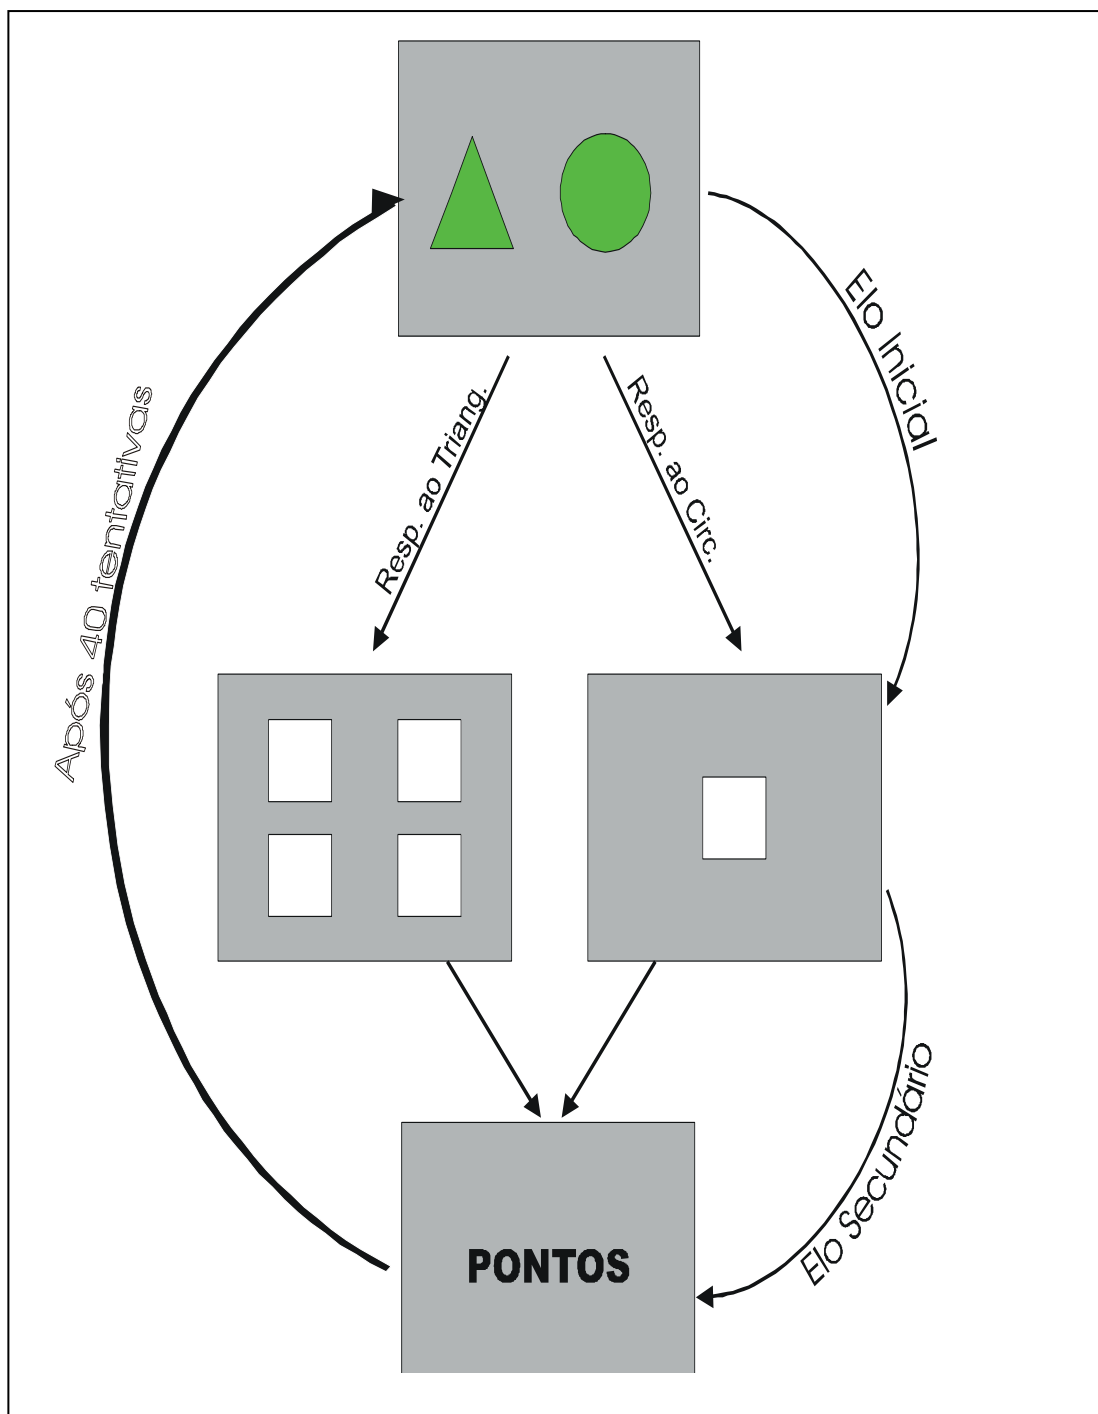 Elo Inicial
Resp. ao Triang.
Resp. ao Circ.
Após 40 tentativas
Elo Secundário
PONTOS